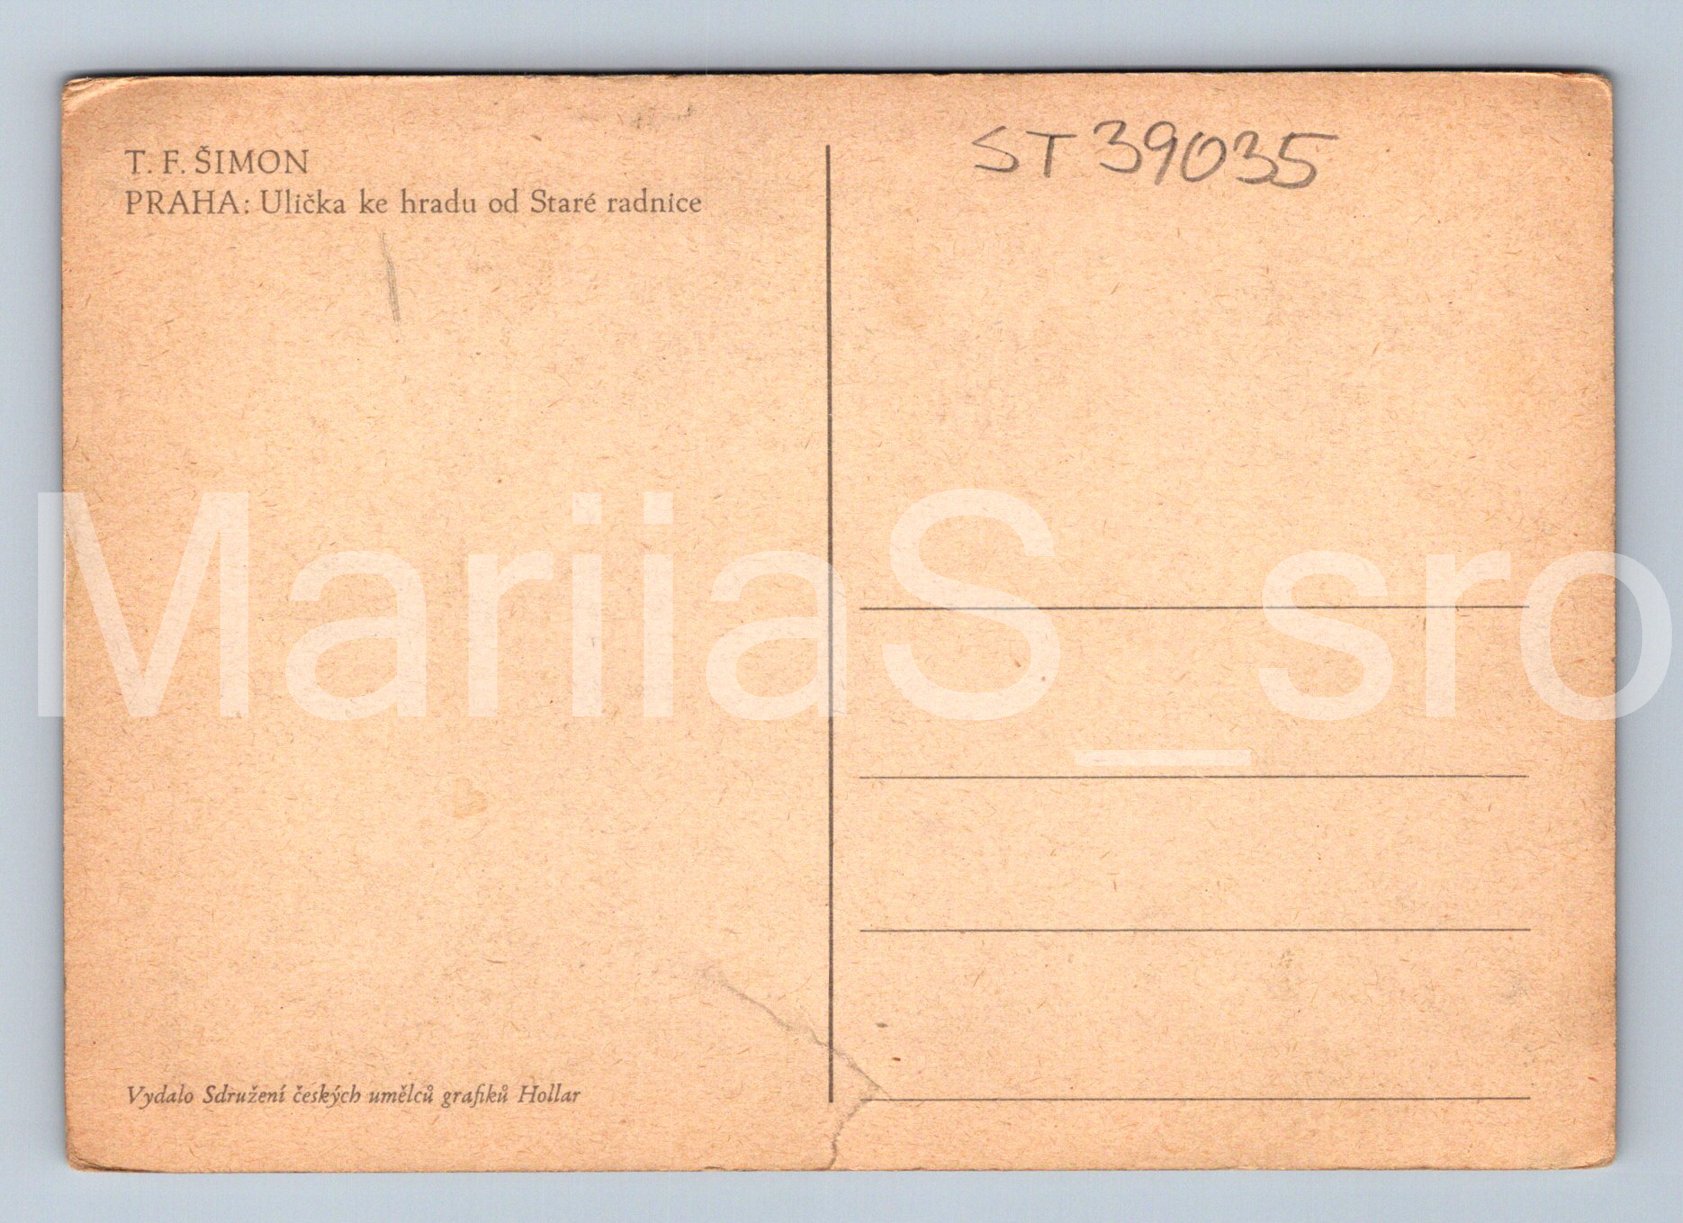 T. F. ŠIMON
PRAHA: Ulička ke hradu od Staré radnice
ST 39035
MariiaS_sro
Vydalo Sdružení českých umělců grafiků Hollar